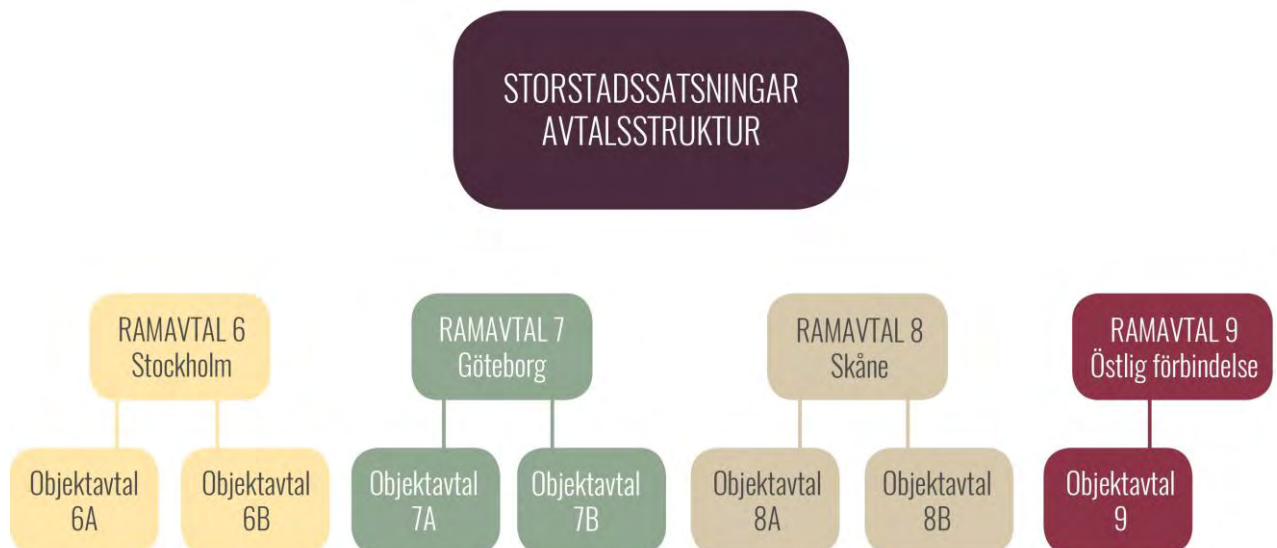 STORSTADSSATSNINGAR
AVTALSSTRUKTUR
RAMAVTAL 6
Stockholm
RAMAVTAL 7
Göteborg
RAMAVTAL 8
Skåne
RAMAVTAL 9
Östlig förbindelse
Objektavtal
6A
Objektavtal
6B
Objektavtal
7A
Objektavtal
7B
Objektavtal
8A
Objektavtal
8B
Objektavtal
9